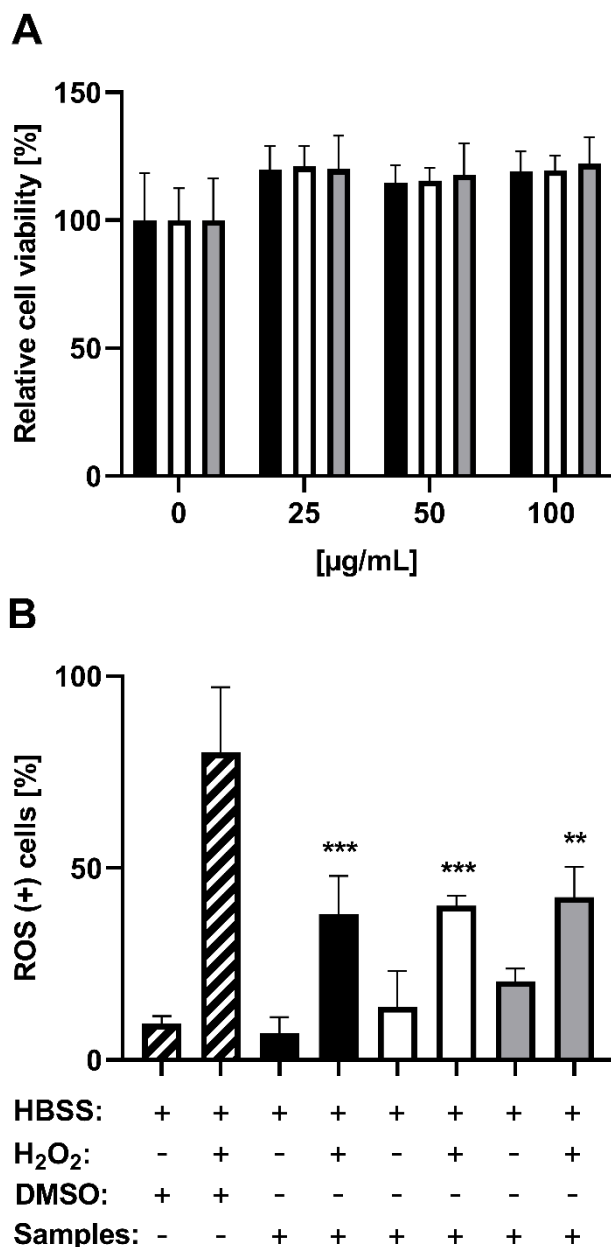 A
Relative cell viability [%]
150
100
50
0
0 25 50 100
[µg/mL]
B
ROS (+) cells [%]
100
50
0
*** *** **
HBSS: + + + + + + + +
H₂O₂: - + - + - + - +
DMSO: + + - - - - - -
Samples: - - + + + + + +